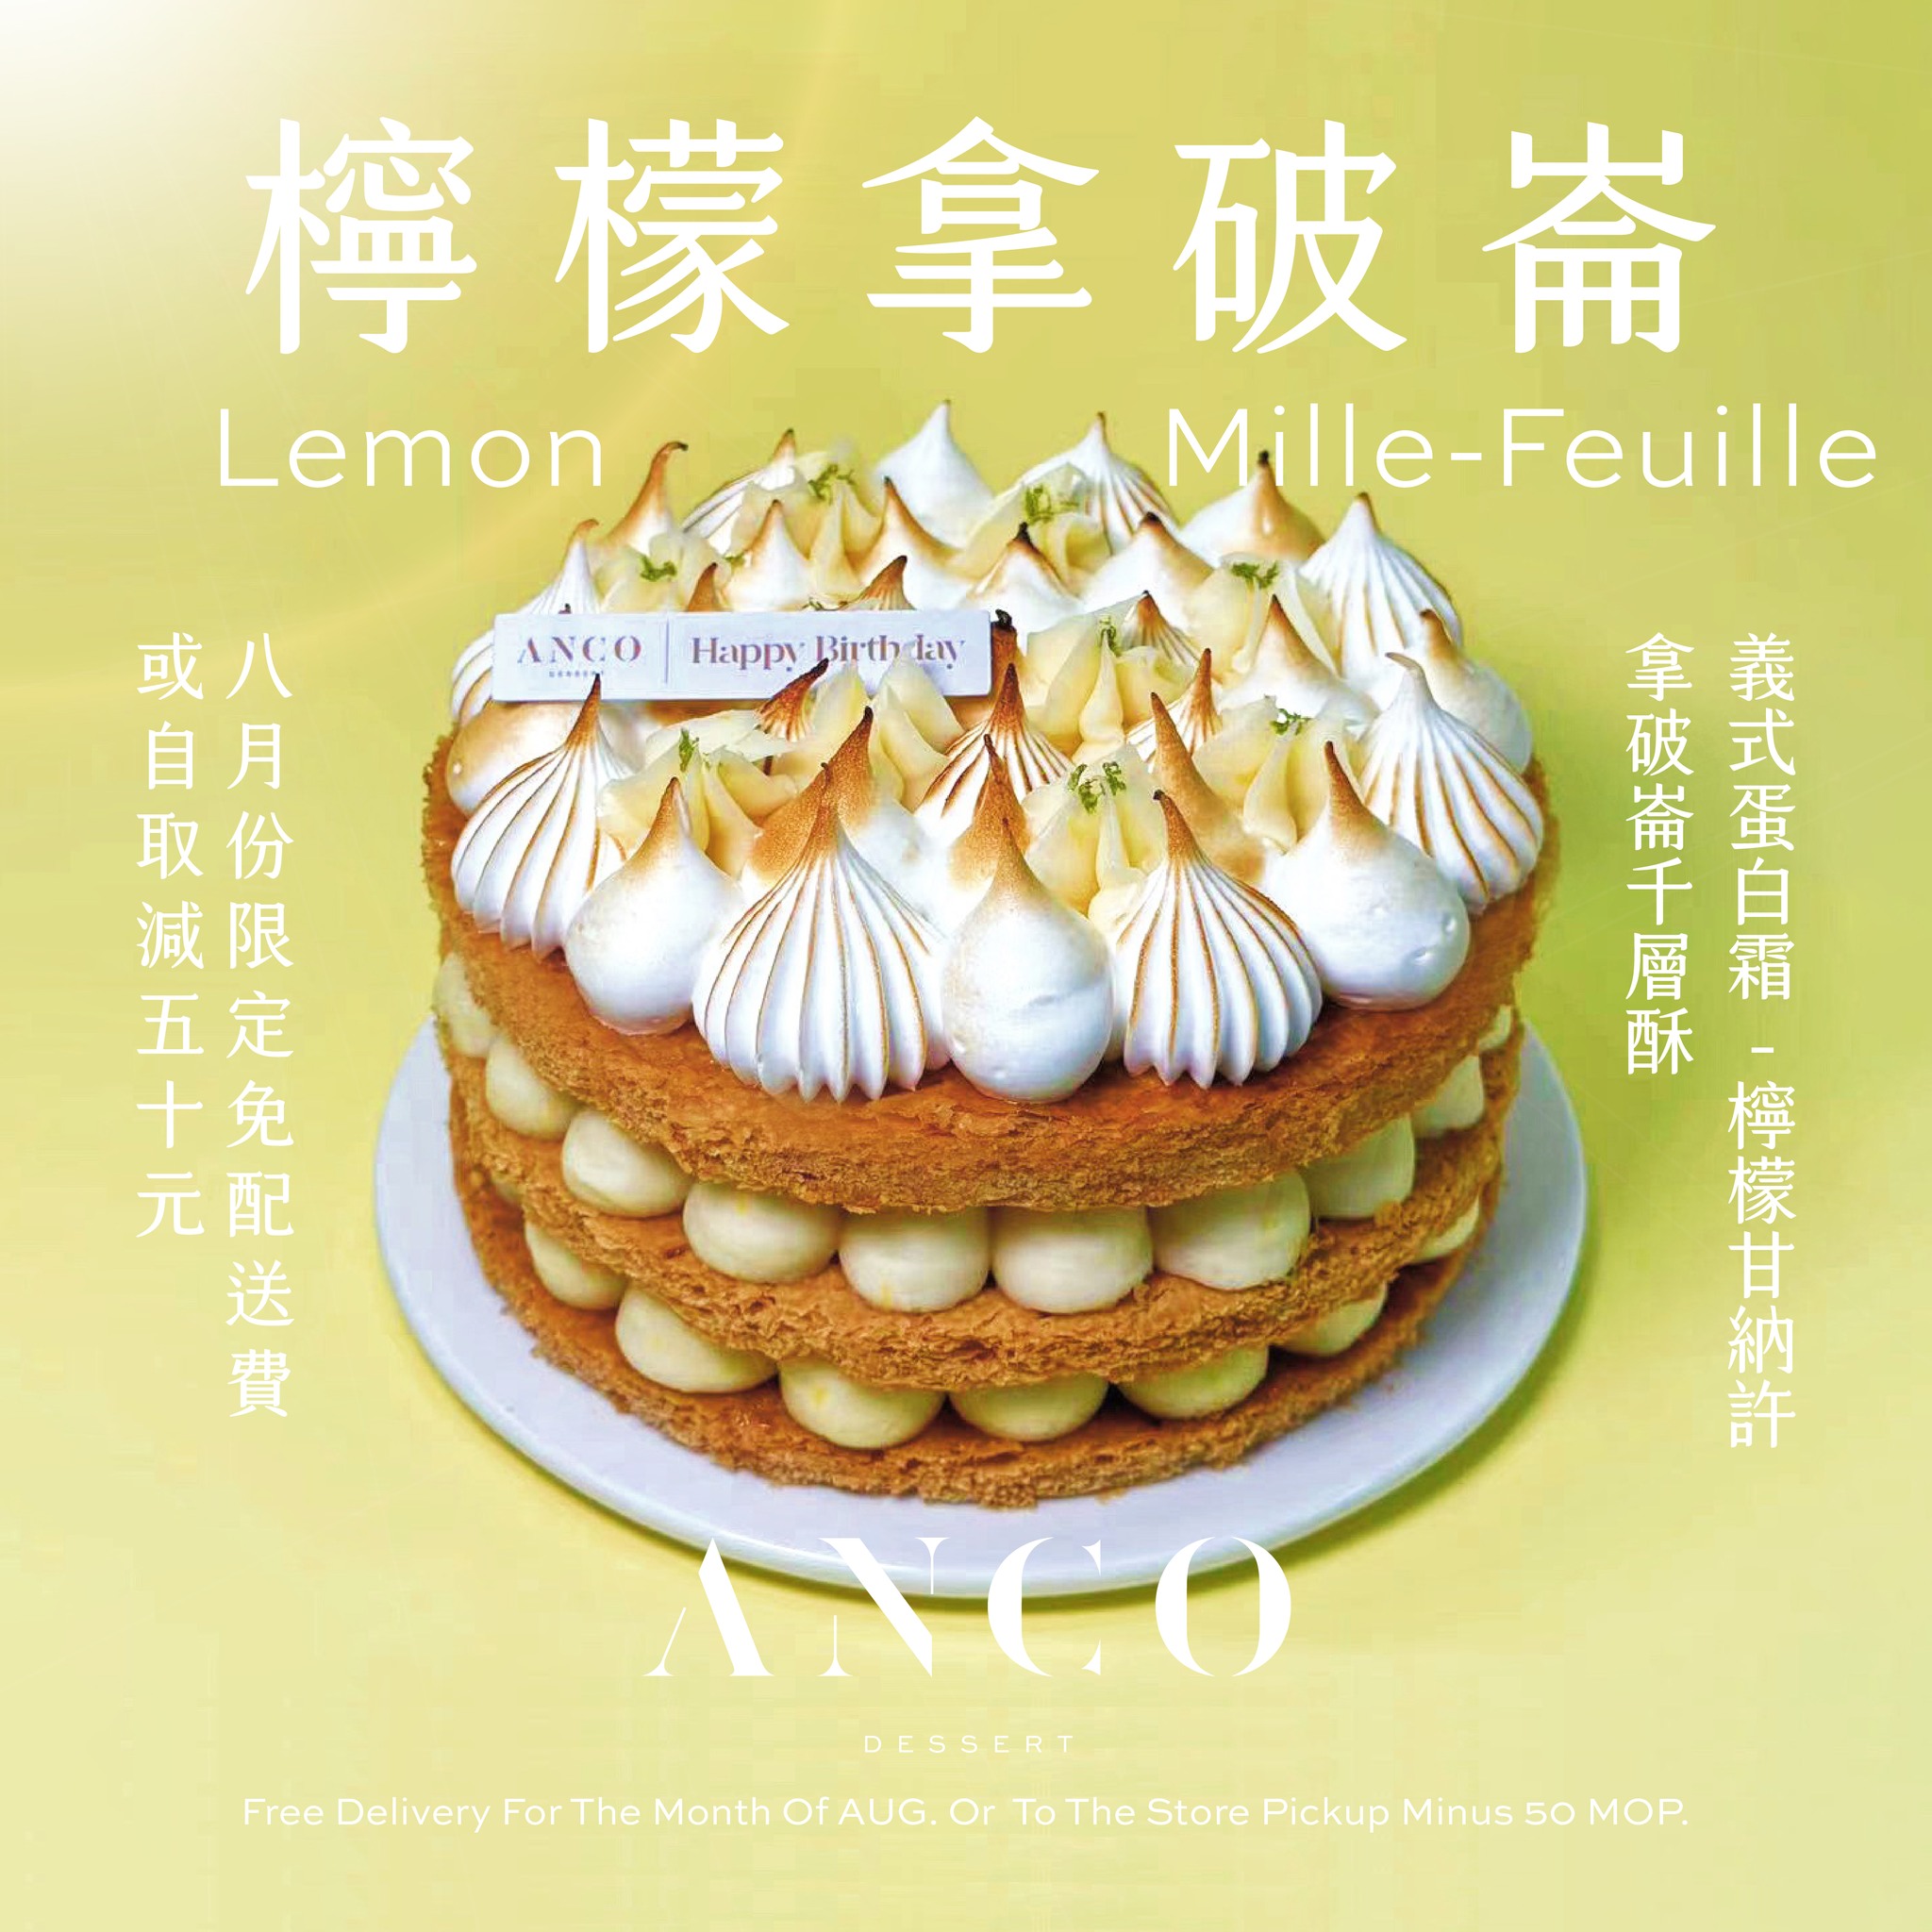 檸檬拿破崙
Lemon Mille-Feuille
義式蛋白霜 - 檸檬甘納許
拿破崙千層酥
八月份限定免配送費
或自取減五十元
ANCO
DESSERT
Happy Birthday
ANCO
DESSERT
Free Delivery For The Month Of AUG. Or To The Store Pickup Minus 50 MOP.